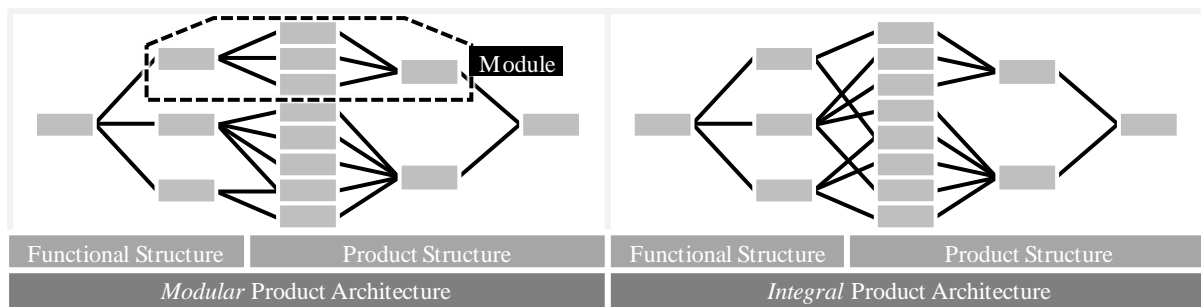 Module
Functional Structure
Product Structure
Functional Structure
Product Structure
Modular Product Architecture
Integral Product Architecture